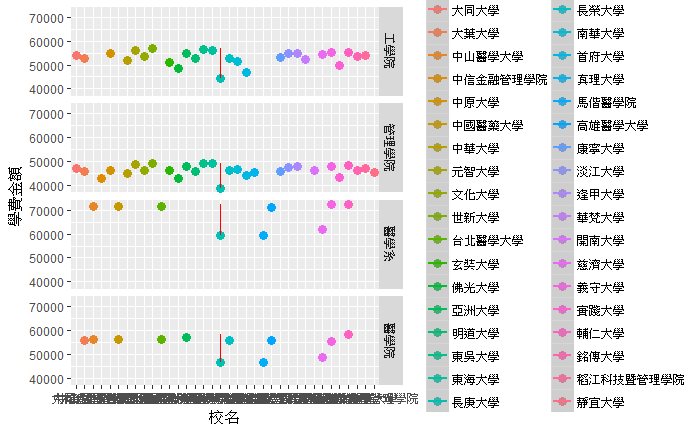 學費金額
70000
60000
50000
40000
工學院
70000
60000
50000
40000
管理學院
70000
60000
50000
40000
醫學系
70000
60000
50000
40000
醫學院
校名
大同大學
大葉大學
中山醫學大學
中信金融管理學院
中原大學
中國醫藥大學
中華大學
元智大學
文化大學
世新大學
台北醫學大學
玄奘大學
佛光大學
亞洲大學
明道大學
東吳大學
東海大學
長庚大學
長榮大學
南華大學
首府大學
真理大學
馬偕醫學院
高雄醫學大學
康寧大學
淡江大學
逢甲大學
華梵大學
開南大學
慈濟大學
義守大學
實踐大學
輔仁大學
銘傳大學
稻江科技暨管理學院
靜宜大學